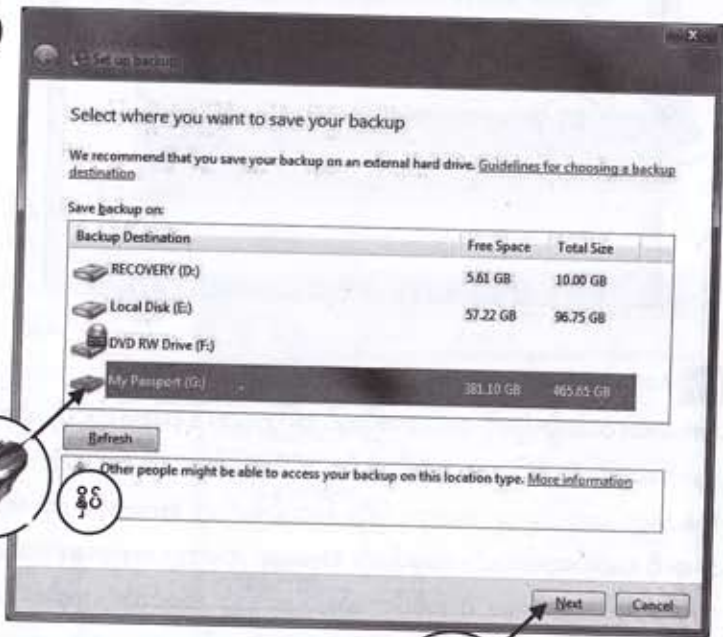 Set up backup
Select where you want to save your backup
We recommend that you save your backup on an external hard drive. Guidelines for choosing a backup
destination
Save backup on:
Backup Destination Free Space Total Size
RECOVERY (D:) 5.61 GB 10.00 GB
Local Disk (E:) 57.22 GB 96.75 GB
DVD RW Drive (F:)
My Passport (G:) 381.10 GB 465.65 GB
Refresh
Other people might be able to access your backup on this location type. More information
နှိပ်
Next Cancel